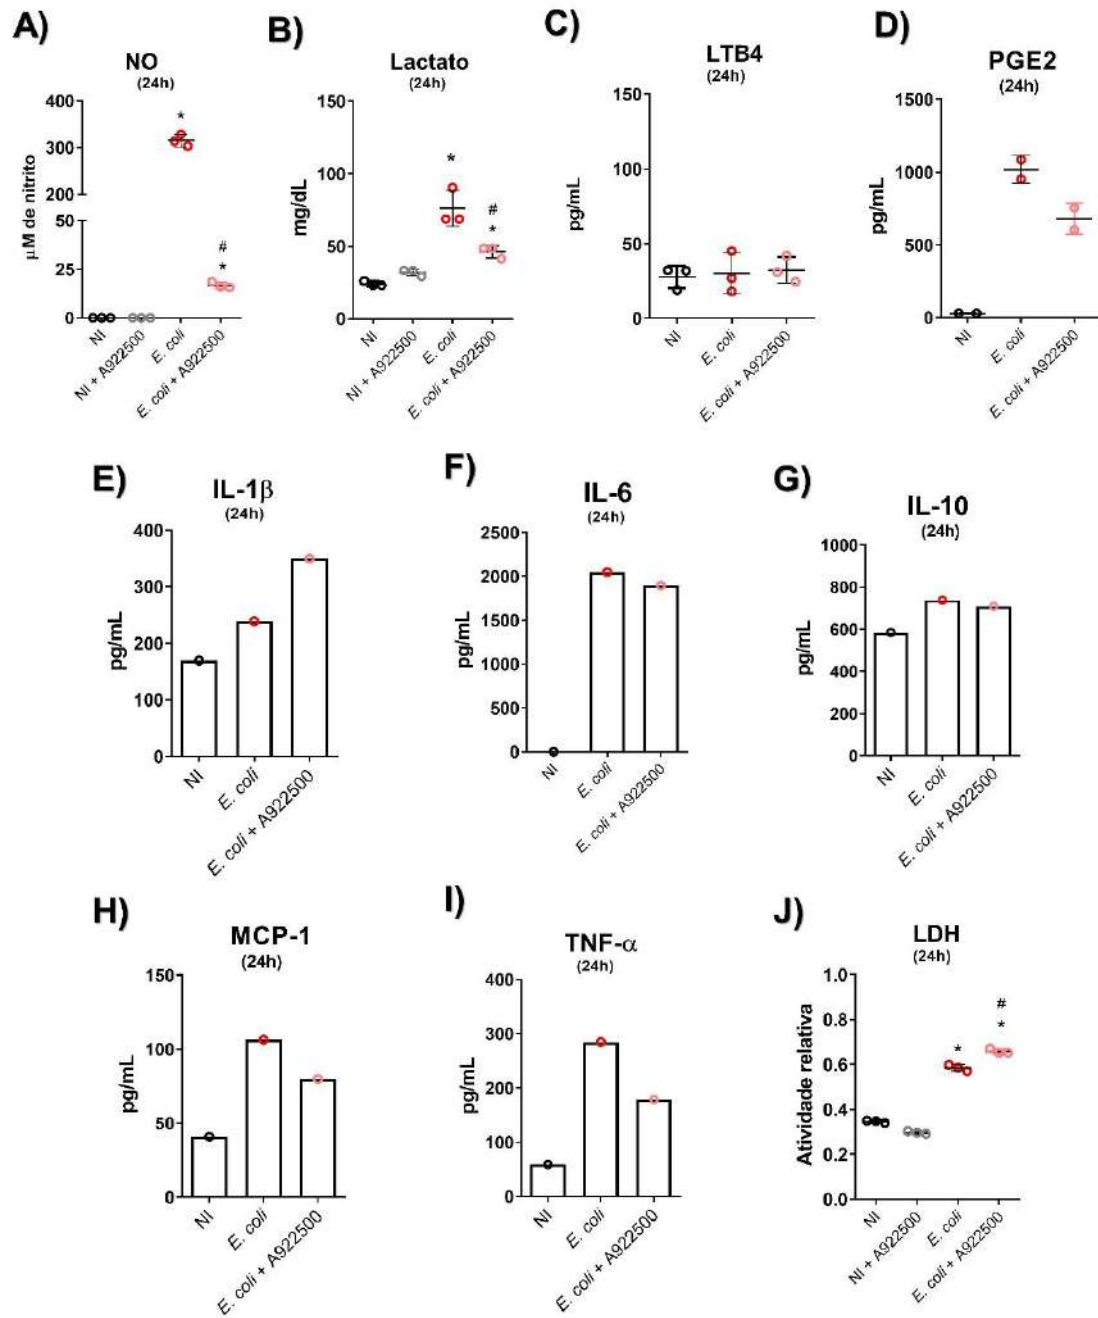 A)
NO
(24h)
μM de nitrito
400
300
200
50
25
0
*
#
*
NI
NI + A922500
E. coli
E. coli + A922500
B)
Lactato
(24h)
mg/dL
150
100
50
0
*
#
*
NI
NI + A922500
E. coli
E. coli + A922500
C)
LTB4
(24h)
pg/mL
150
100
50
0
NI
E. coli
E. coli + A922500
D)
PGE2
(24h)
pg/mL
1500
1000
500
0
NI
E. coli
E. coli + A922500
E)
IL-1β
(24h)
pg/mL
400
300
200
100
0
NI
E. coli
E. coli + A922500
F)
IL-6
(24h)
pg/mL
2500
2000
1500
1000
500
0
NI
E. coli
E. coli + A922500
G)
IL-10
(24h)
pg/mL
1000
800
600
400
200
0
NI
E. coli
E. coli + A922500
H)
MCP-1
(24h)
pg/mL
150
100
50
0
NI
E. coli
E. coli + A922500
I)
TNF-α
(24h)
pg/mL
400
300
200
100
0
NI
E. coli
E. coli + A922500
J)
LDH
(24h)
Atividade relativa
1.0
0.8
0.6
0.4
0.2
0.0
*
#
*
NI
NI + A922500
E. coli
E. coli + A922500